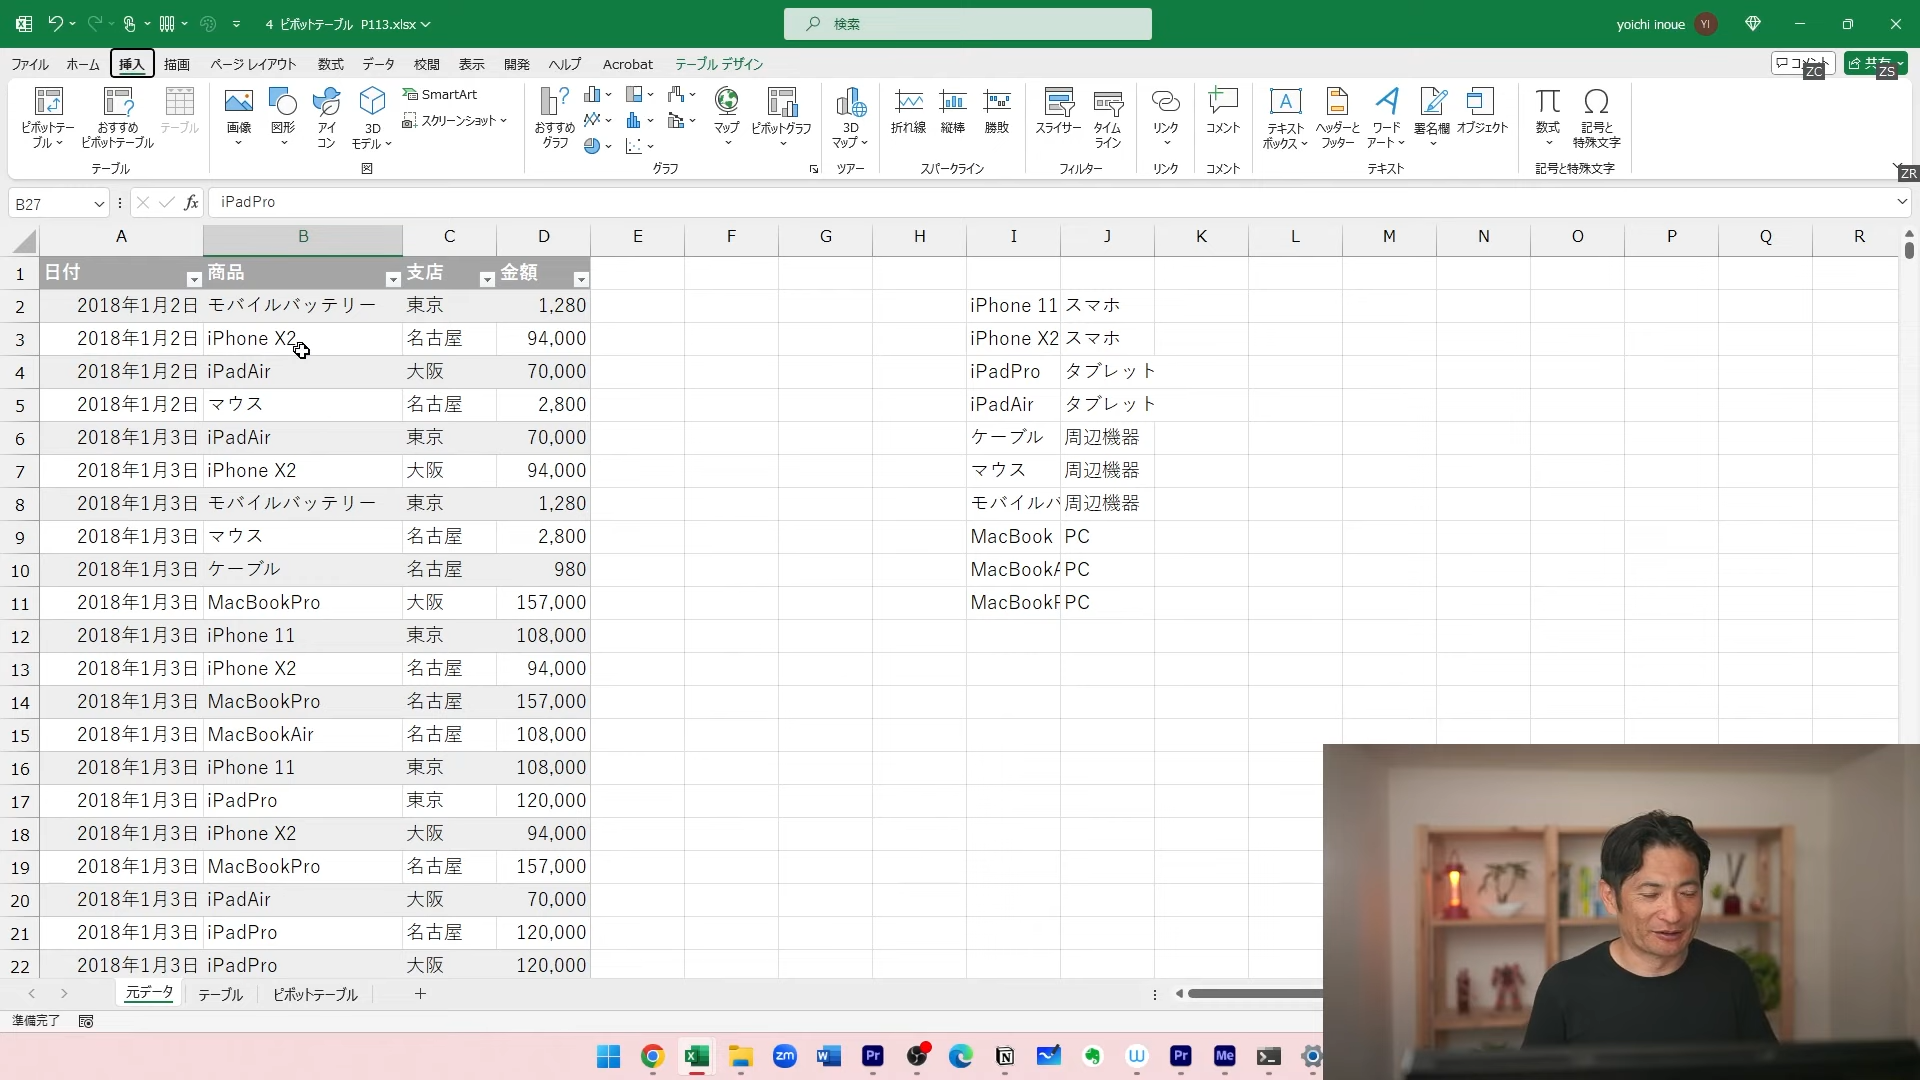 4 ピボットテーブル P113.xlsx
検索
yoichi inoue YI
ファイル ホーム 挿入 描画 ページ レイアウト 数式 データ 校閲 表示 開発 ヘルプ Acrobat テーブル デザイン
コメント 共有
ZC ZS
ピボットテーブル おすすめピボットテーブル テーブル 画像 図形 アイコン 3Dモデル SmartArt スクリーンショット おすすめグラフ マップ ピボットグラフ 3Dマップ 折れ線 縦棒 勝敗 スライサー タイムライン リンク コメント テキストボックス ヘッダーとフッター ワードアート 署名欄 オブジェクト 数式 記号と特殊文字
テーブル 図 グラフ ツアー スパークライン フィルター リンク コメント テキスト 記号と特殊文字
ZR
B27 fx iPadPro
A B C D E F G H I J K L M N O P Q R
1 日付 商品 支店 金額
2 2018年1月2日 モバイルバッテリー 東京 1,280 iPhone 11 スマホ
3 2018年1月2日 iPhone X2 名古屋 94,000 iPhone X2 スマホ
4 2018年1月2日 iPadAir 大阪 70,000 iPadPro タブレット
5 2018年1月2日 マウス 名古屋 2,800 iPadAir タブレット
6 2018年1月3日 iPadAir 東京 70,000 ケーブル 周辺機器
7 2018年1月3日 iPhone X2 大阪 94,000 マウス 周辺機器
8 2018年1月3日 モバイルバッテリー 東京 1,280 モバイルバ 周辺機器
9 2018年1月3日 マウス 名古屋 2,800 MacBook PC
10 2018年1月3日 ケーブル 名古屋 980 MacBookA PC
11 2018年1月3日 MacBookPro 大阪 157,000 MacBookP PC
12 2018年1月3日 iPhone 11 東京 108,000
13 2018年1月3日 iPhone X2 名古屋 94,000
14 2018年1月3日 MacBookPro 名古屋 157,000
15 2018年1月3日 MacBookAir 名古屋 108,000
16 2018年1月3日 iPhone 11 東京 108,000
17 2018年1月3日 iPadPro 東京 120,000
18 2018年1月3日 iPhone X2 大阪 94,000
19 2018年1月3日 MacBookPro 名古屋 157,000
20 2018年1月3日 iPadAir 大阪 70,000
21 2018年1月3日 iPadPro 名古屋 120,000
22 2018年1月3日 iPadPro 大阪 120,000
元データ テーブル ピボットテーブル
準備完了
zm W Pr N W Pr Me